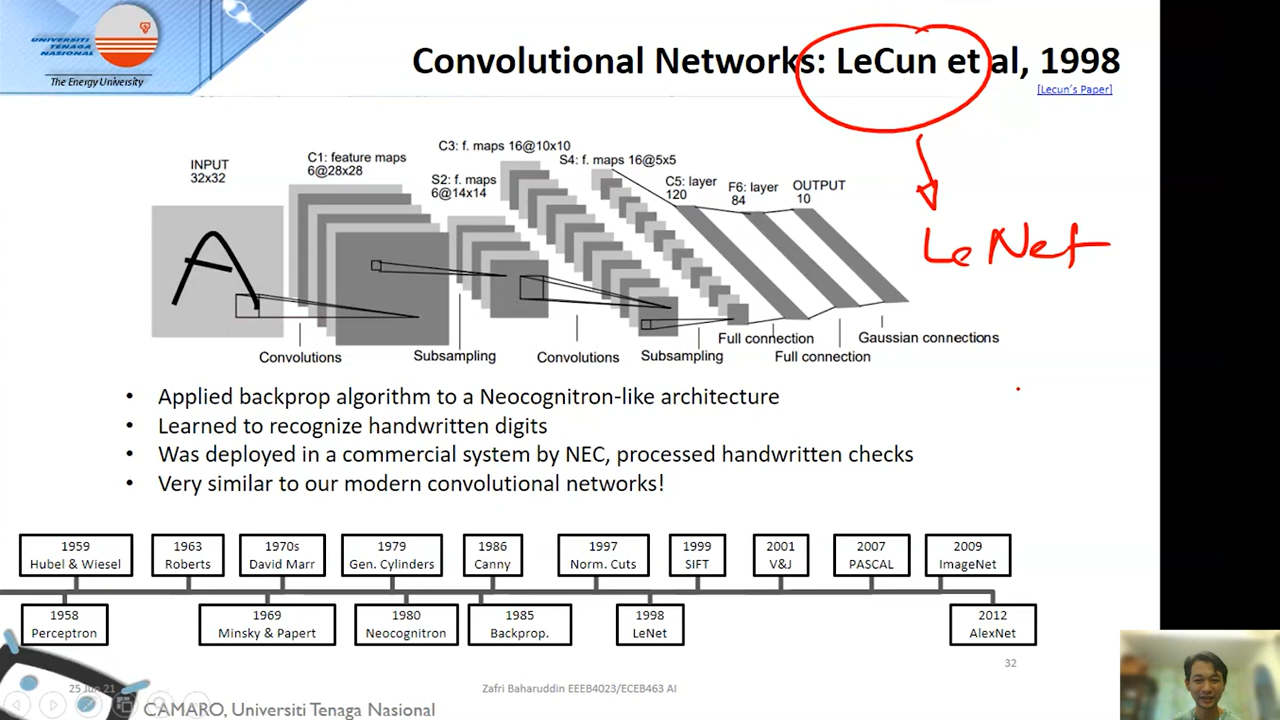 UNIVERSITI
TENAGA
NASIONAL
The Energy University
Convolutional Networks: LeCun et al, 1998
[Lecun's Paper]
LeNet
INPUT
32x32
C1: feature maps
6@28x28
S2: f. maps
6@14x14
C3: f. maps 16@10x10
S4: f. maps 16@5x5
C5: layer
120
F6: layer
84
OUTPUT
10
A
Convolutions
Subsampling
Convolutions
Subsampling
Full connection
Full connection
Gaussian connections
• Applied backprop algorithm to a Neocognitron-like architecture
• Learned to recognize handwritten digits
• Was deployed in a commercial system by NEC, processed handwritten checks
• Very similar to our modern convolutional networks!
1959
Hubel & Wiesel
1963
Roberts
1970s
David Marr
1979
Gen. Cylinders
1986
Canny
1997
Norm. Cuts
1999
SIFT
2001
V&J
2007
PASCAL
2009
ImageNet
1958
Perceptron
1969
Minsky & Papert
1980
Neocognitron
1985
Backprop.
1998
LeNet
2012
AlexNet
32
25 Jun 21
Zafri Baharuddin EEEB4023/ECEB463 AI
CAMARO, Universiti Tenaga Nasional